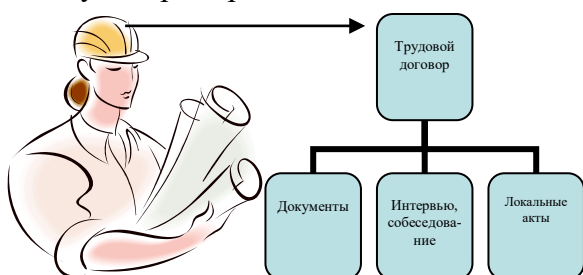 Трудовой
договор
Документы
Интервью,
собеседова-
ние
Локальные
акты